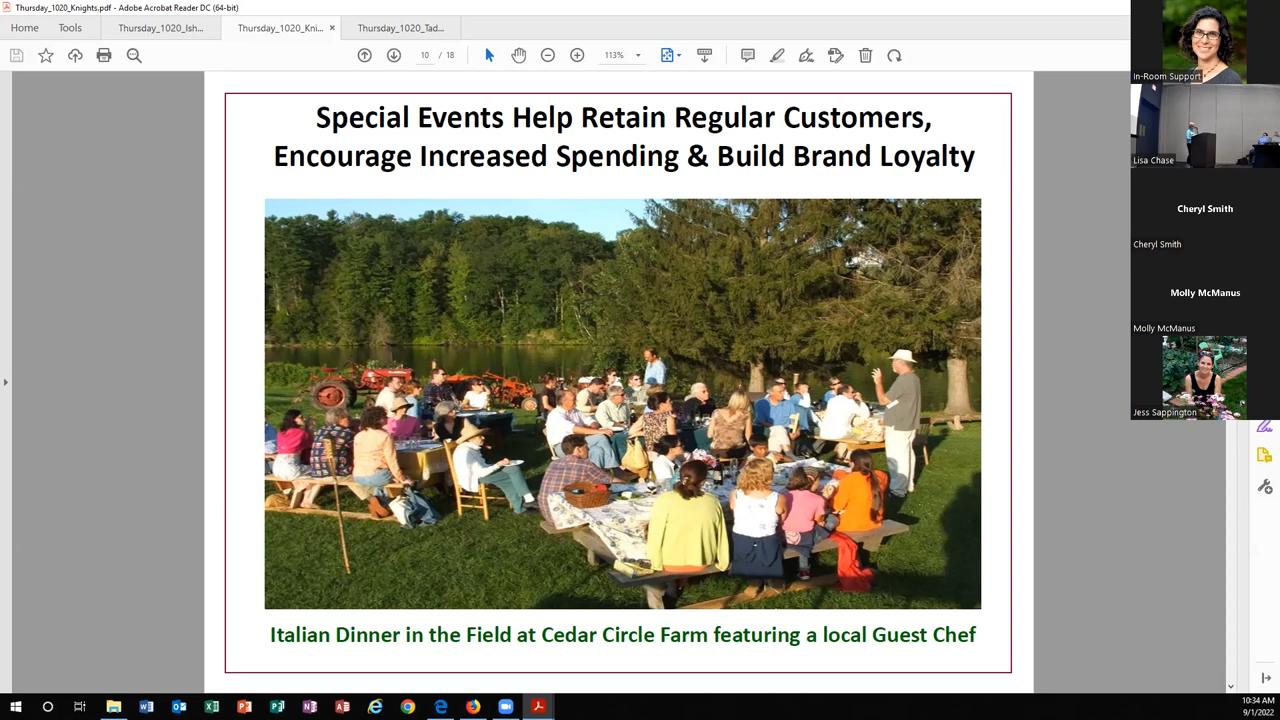 Thursday_1020_Knights.pdf - Adobe Acrobat Reader DC (64-bit)
Home
Tools
Thursday_1020_Ish...
Thursday_1020_Kni...
Thursday_1020_Tad...
10 / 18
113%
Special Events Help Retain Regular Customers,
Encourage Increased Spending & Build Brand Loyalty
Italian Dinner in the Field at Cedar Circle Farm featuring a local Guest Chef
In-Room Support
Lisa Chase
Cheryl Smith
Cheryl Smith
Molly McManus
Molly McManus
Jess Sappington
10:34 AM
9/1/2022